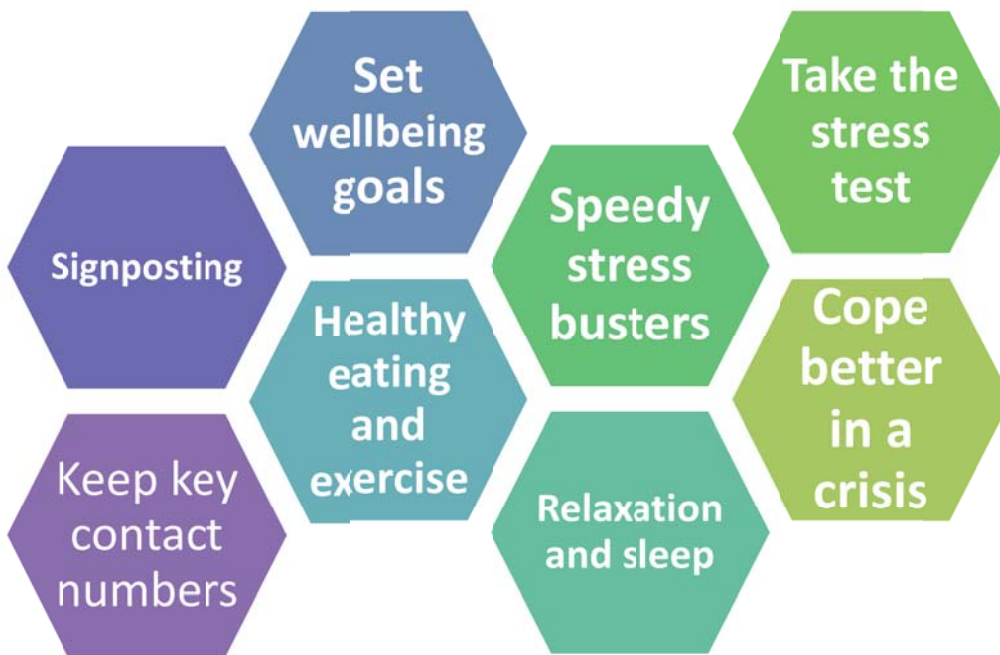 Set
wellbeing
goals
Take the
stress
test
Signposting
Speedy
stress
busters
Healthy
eating
and
exercise
Cope
better
in a
crisis
Keep key
contact
numbers
Relaxation
and sleep